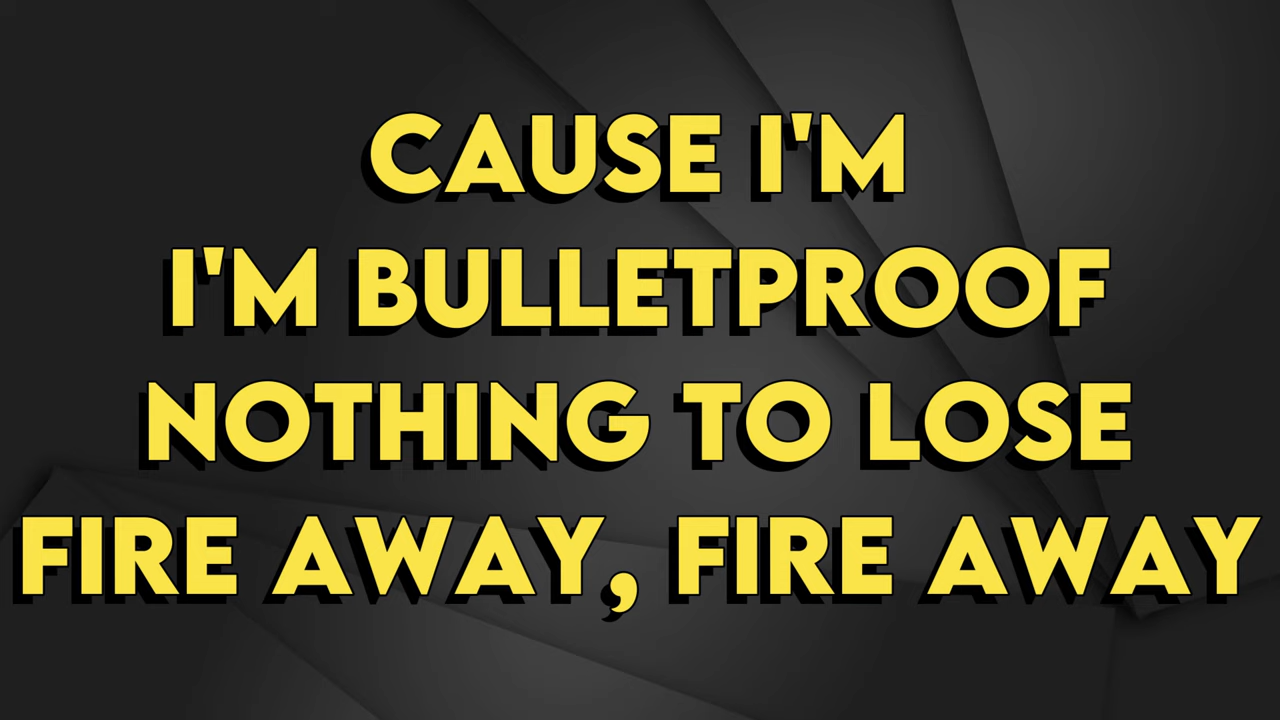 CAUSE I'M
I'M BULLETPROOF
NOTHING TO LOSE
FIRE AWAY, FIRE AWAY